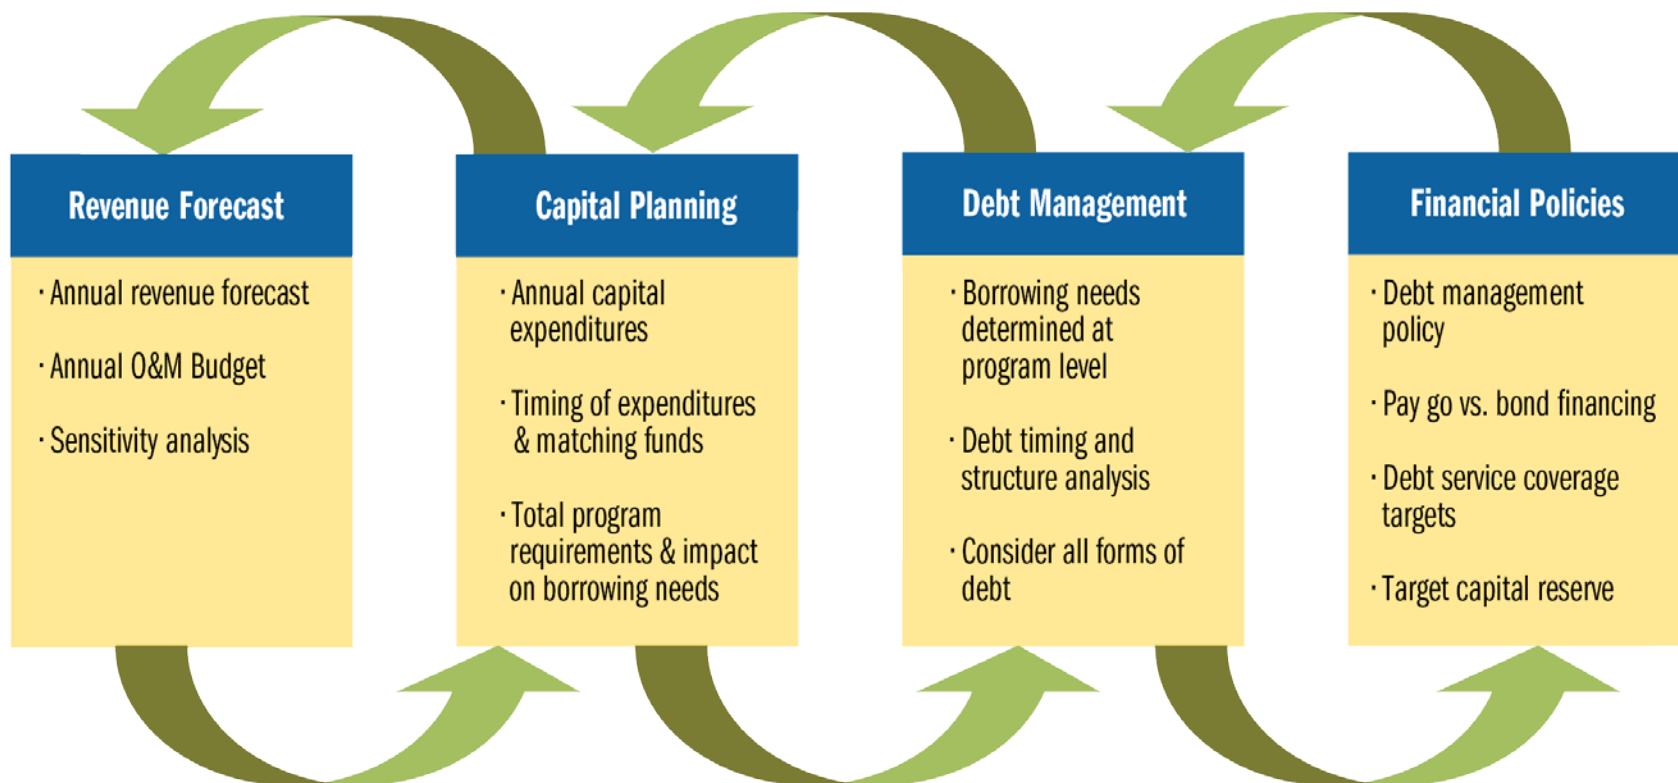 Revenue Forecast
· Annual revenue forecast
· Annual O&M Budget
· Sensitivity analysis
Capital Planning
· Annual capital
expenditures
· Timing of expenditures
& matching funds
· Total program
requirements & impact
on borrowing needs
Debt Management
· Borrowing needs
determined at
program level
· Debt timing and
structure analysis
· Consider all forms of
debt
Financial Policies
· Debt management
policy
· Pay go vs. bond financing
· Debt service coverage
targets
· Target capital reserve